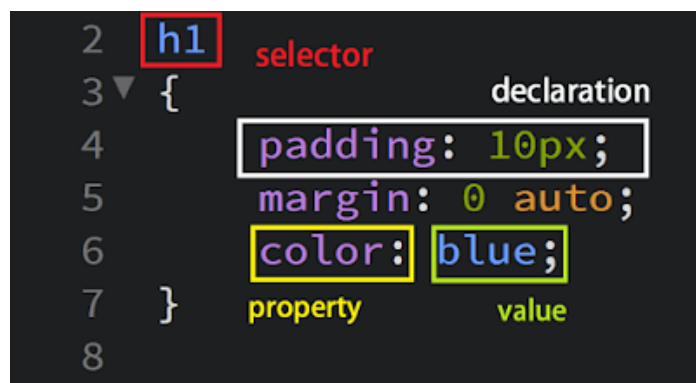 2 h1 selector
3 ▼ { declaration
4 padding: 10px;
5 margin: 0 auto;
6 color: blue;
7 } property value
8